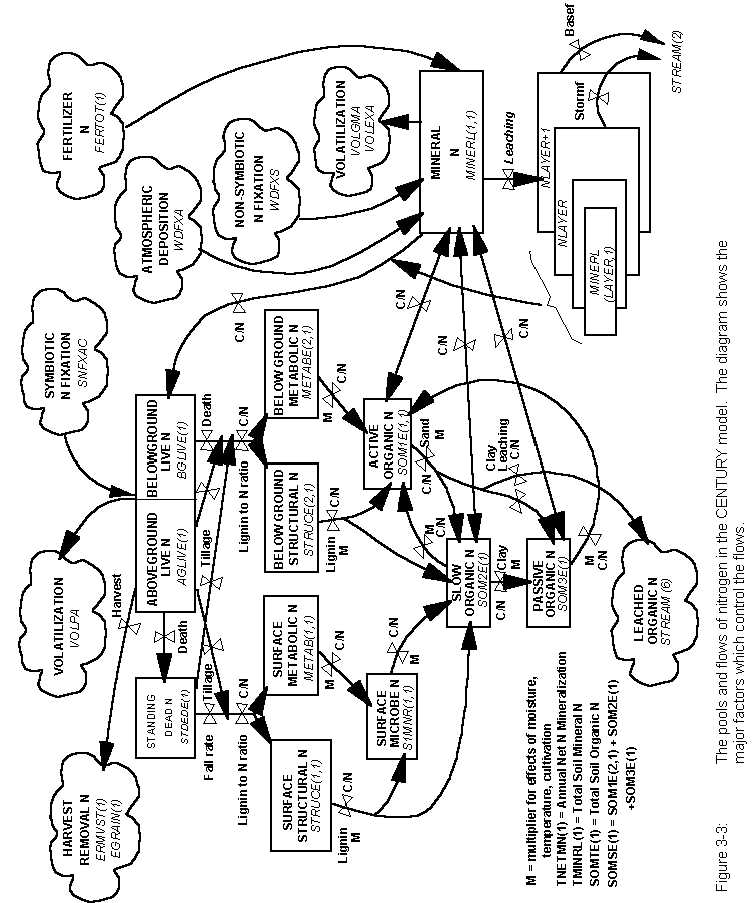 HARVEST
REMOVAL N
ERMVST(1)
EGRAIN(1)
VOLATILIZATION
VOLPA
SYMBIOTIC
N FIXATION
SNFXAC
ATMOSPHERIC
DEPOSITION
WDFXA
NON-SYMBIOTIC
N FIXATION
WDFXS
FERTILIZER
N
FERTOT(1)
VOLATILIZATION
VOLGMA
VOLEXA
Harvest
STANDING
DEAD N
STDEDE(1)
Death
ABOVEGROUND
LIVE N
AGLIVE(1)
BELOWGROUND
LIVE N
BGLIVE(1)
Fall rate
Tillage
Tillage
Death
C/N
MINERAL
N
MINERL(1,1)
Leaching
Lignin to N ratio
C/N
Lignin to N ratio
C/N
SURFACE
STRUCTURAL N
STRUCE(1,1)
SURFACE
METABOLIC N
METAB(1,1)
BELOW GROUND
STRUCTURAL N
STRUCE(2,1)
BELOW GROUND
METABOLIC N
METABE(2,1)
Lignin
M
C/N
M
C/N
Lignin
M
C/N
M
C/N
SURFACE
MICROBE N
S1MNR(1,1)
M
C/N
ACTIVE
ORGANIC N
SOM1E(1,1)
C/N
C/N
C/N
C/N
Sand
M
M
C/N
SLOW
ORGANIC N
SOM2E(1)
C/N
Clay
M
Clay
Leaching
C/N
PASSIVE
ORGANIC N
SOM3E(1)
M
C/N
LEACHED
ORGANIC N
STREAM (6)
NLAYER+1
NLAYER
MINERL
(LAYER,1)
Stormf
Basef
STREAM(2)
M = multiplier for effects of moisture,
temperature, cultivation
TNETMN(1) = Annual Net N Mineralization
TMINRL(1) = Total Soil Mineral N
SOMTE(1) = Total Soil Organic N
SOMSE(1) = SOM1E(2,1) + SOM2E(1)
+SOM3E(1)
Figure 3-3: The pools and flows of nitrogen in the CENTURY model. The diagram shows the
major factors which control the flows.